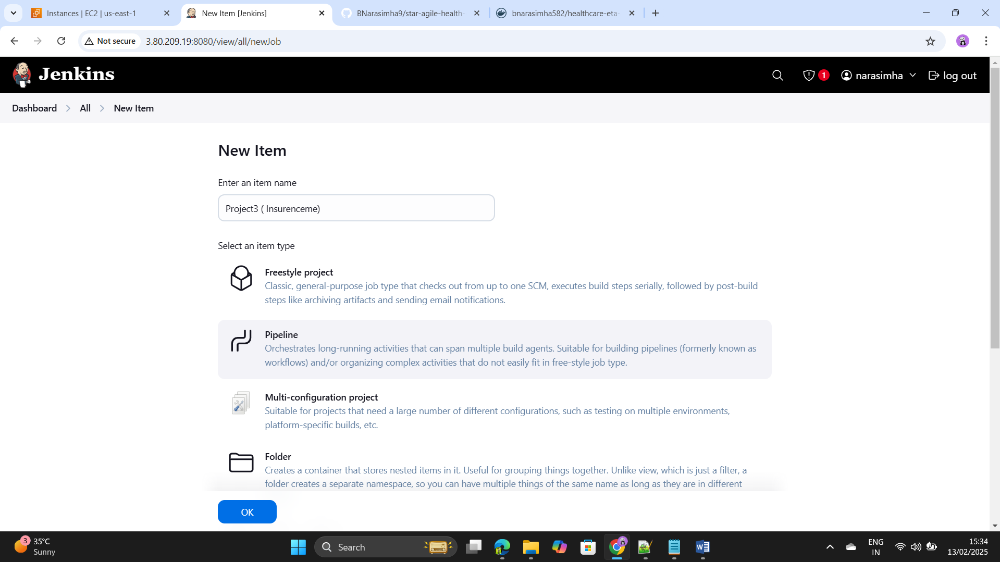 Instances | EC2 | us-east-1
New Item [Jenkins]
BNarasimha9/star-agile-health-
bnarasimha582/healthcare-eta-
Not secure
3.80.209.19:8080/view/all/newJob
Jenkins
1
narasimha
log out
Dashboard
All
New Item
New Item
Enter an item name
Project3 ( Insurenceme)
Select an item type
Freestyle project
Classic, general-purpose job type that checks out from up to one SCM, executes build steps serially, followed by post-build
steps like archiving artifacts and sending email notifications.
Pipeline
Orchestrates long-running activities that can span multiple build agents. Suitable for building pipelines (formerly known as
workflows) and/or organizing complex activities that do not easily fit in free-style job type.
Multi-configuration project
Suitable for projects that need a large number of different configurations, such as testing on multiple environments,
platform-specific builds, etc.
Folder
Creates a container that stores nested items in it. Useful for grouping things together. Unlike view, which is just a filter, a
folder creates a separate namespace, so you can have multiple things of the same name as long as they are in different
OK
3
35°C
Sunny
Search
W
ENG
IN
15:34
13/02/2025